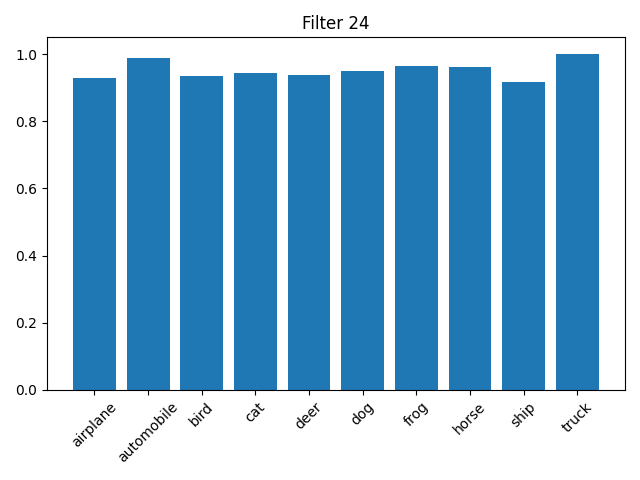 Filter 24
1.0
0.8
0.6
0.4
0.2
0.0
airplane
automobile
bird
cat
deer
dog
frog
horse
ship
truck